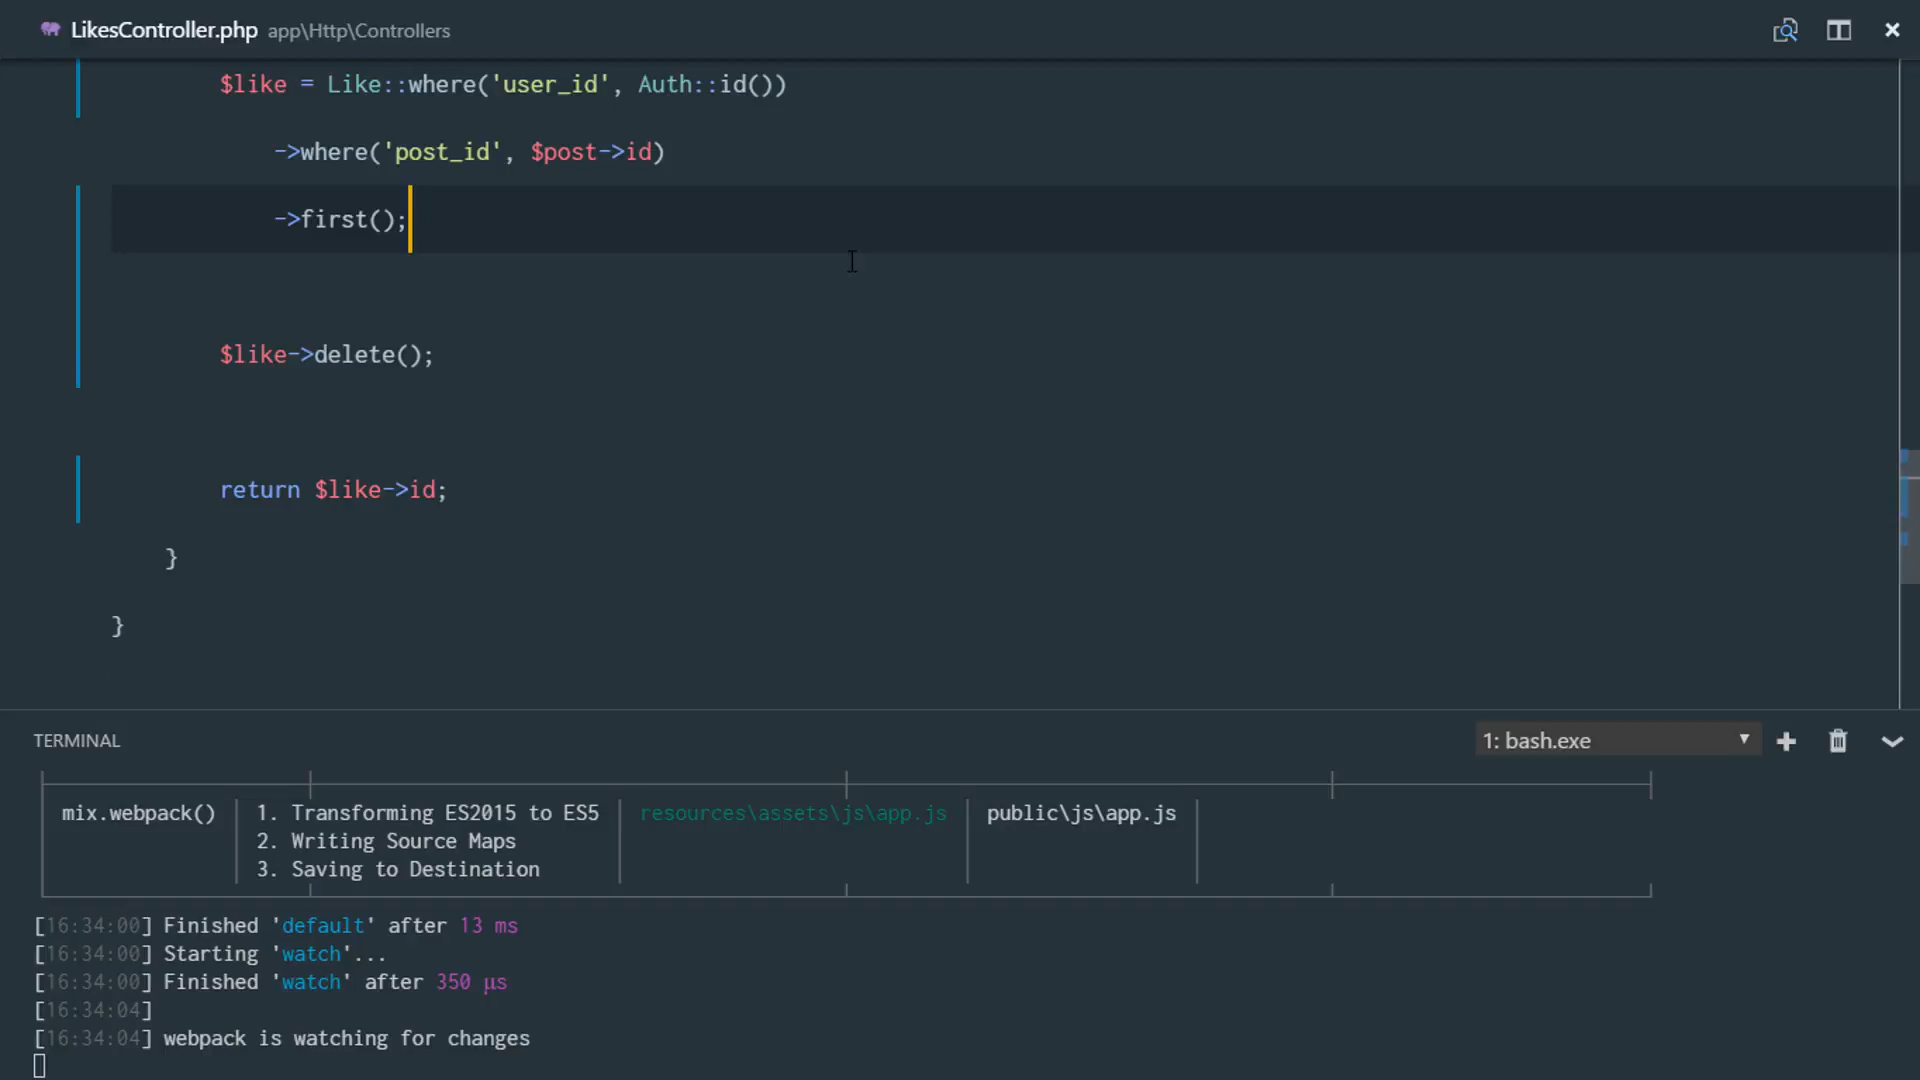 LikesController.php app\Http\Controllers
$like = Like::where('user_id', Auth::id())
->where('post_id', $post->id)
->first();
$like->delete();
return $like->id;
}
}
TERMINAL
1: bash.exe
mix.webpack() 1. Transforming ES2015 to ES5 resources\assets\js\app.js public\js\app.js
2. Writing Source Maps
3. Saving to Destination
[16:34:00] Finished 'default' after 13 ms
[16:34:00] Starting 'watch'...
[16:34:00] Finished 'watch' after 350 μs
[16:34:04]
[16:34:04] webpack is watching for changes